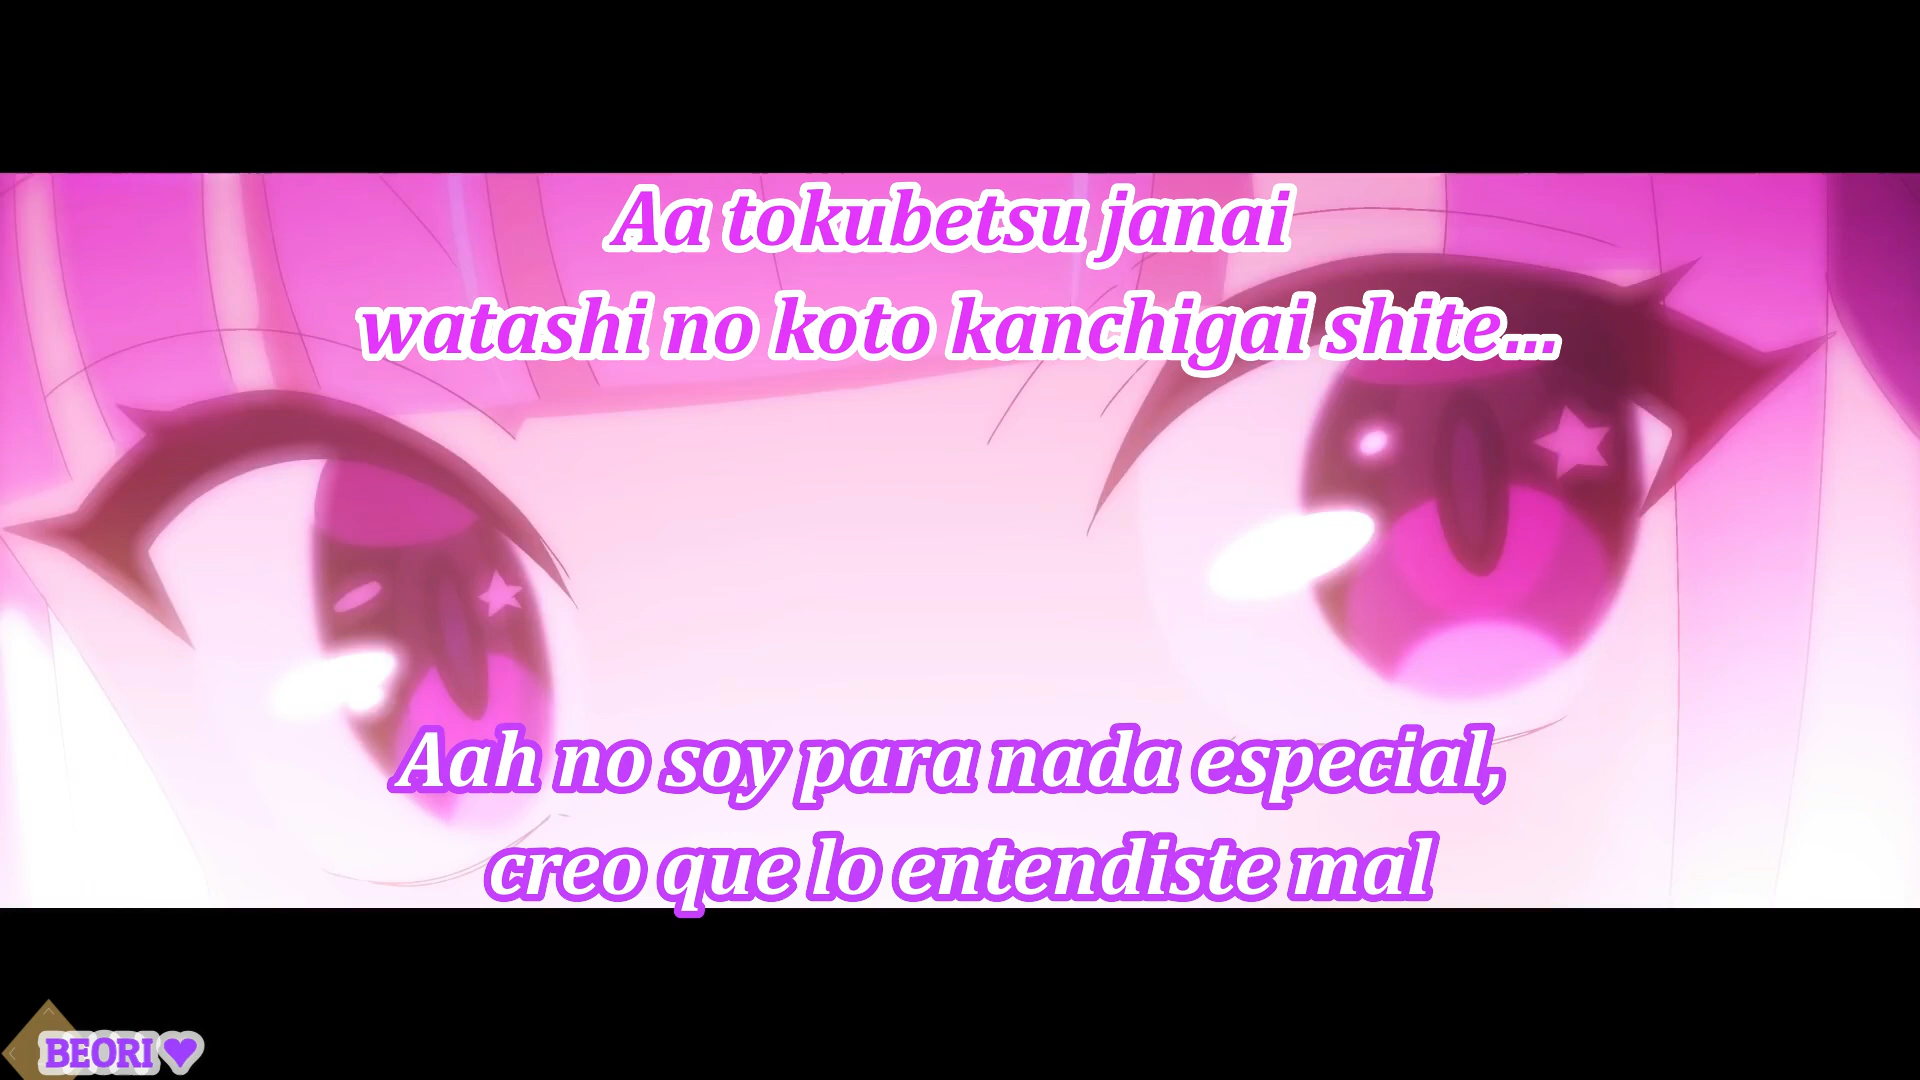 Aa tokubetsu janai
watashi no koto kanchigai shite...
Aah no soy para nada especial,
creo que lo entendiste mal
BEORI